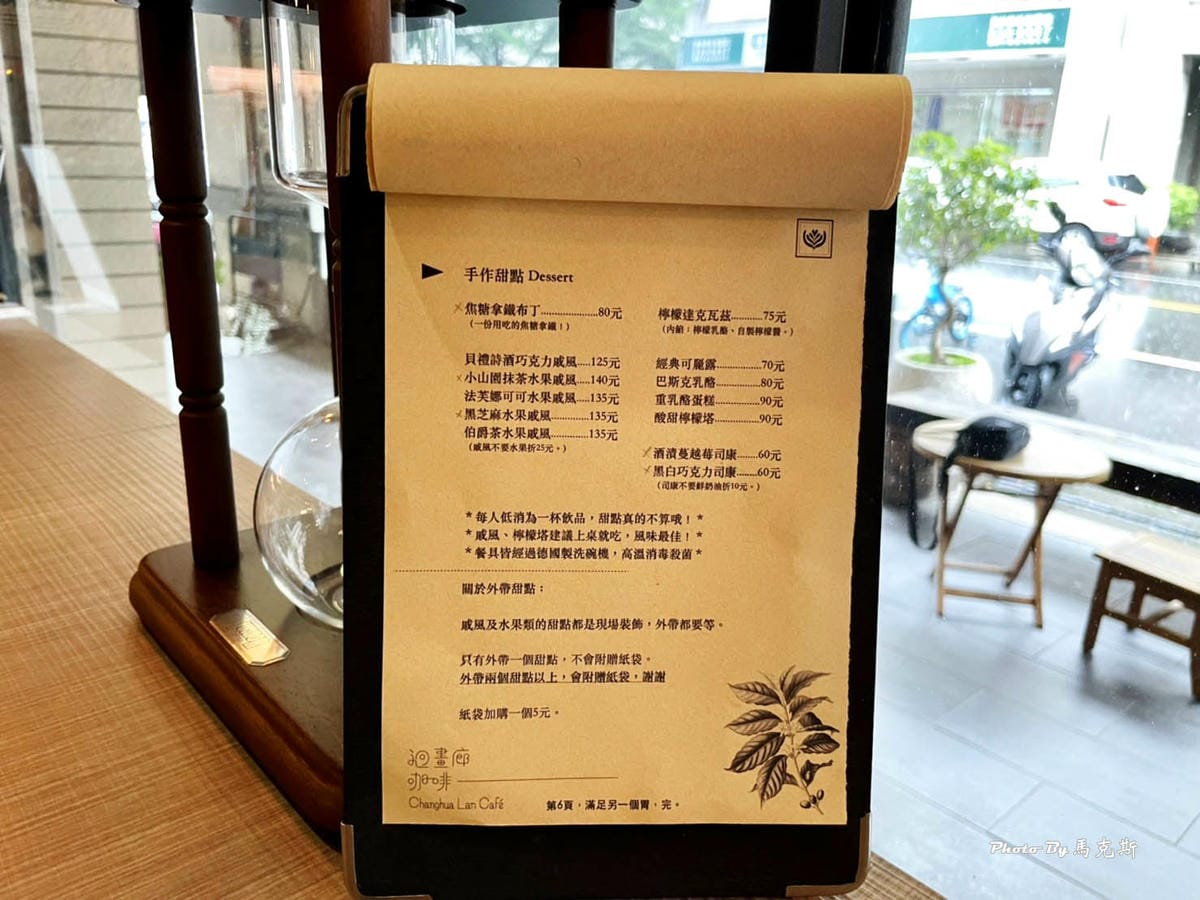 手作甜點 Dessert
焦糖拿鐵布丁....................80元
(一份用吃的焦糖拿鐵！)
貝禮詩酒巧克力戚風....125元
小山園抹茶水果戚風....140元
法芙娜可可水果戚風....135元
黑芝麻水果戚風..............135元
伯爵茶水果戚風..............135元
(戚風不要水果折25元。)
檸檬達克瓦茲...........75元
(內餡：檸檬乳酪、自製檸檬醬。)
經典可麗露................70元
巴斯克乳酪................80元
重乳酪蛋糕................90元
酸甜檸檬塔................90元
酒漬蔓越莓司康........60元
黑白巧克力司康........60元
(司康不要鮮奶油折10元。)
*每人低消為一杯飲品，甜點真的不算哦！*
*戚風、檸檬塔建議上桌就吃，風味最佳！*
*餐具皆經過德國製洗碗機，高溫消毒殺菌*
關於外帶甜點：
戚風及水果類的甜點都是現場裝飾，外帶都要等。
只有外帶一個甜點，不會附贈紙袋。
外帶兩個甜點以上，會附贈紙袋，謝謝
紙袋加購一個5元。
迴畫廊
咖啡
Changhua Lan Café
第6頁，滿足另一個胃，完。
Photo By 馬克斯